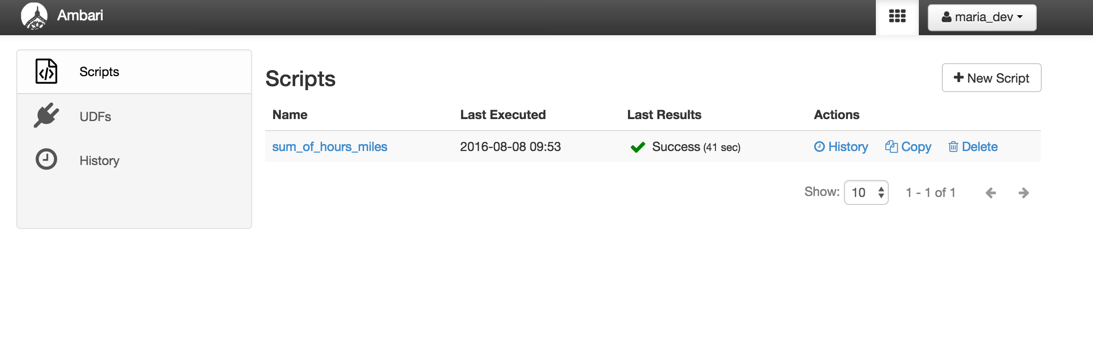 Ambari
maria_dev
Scripts
UDFs
History
Scripts
New Script
Name Last Executed Last Results Actions
sum_of_hours_miles 2016-08-08 09:53 Success (41 sec) History Copy Delete
Show: 10 1 - 1 of 1